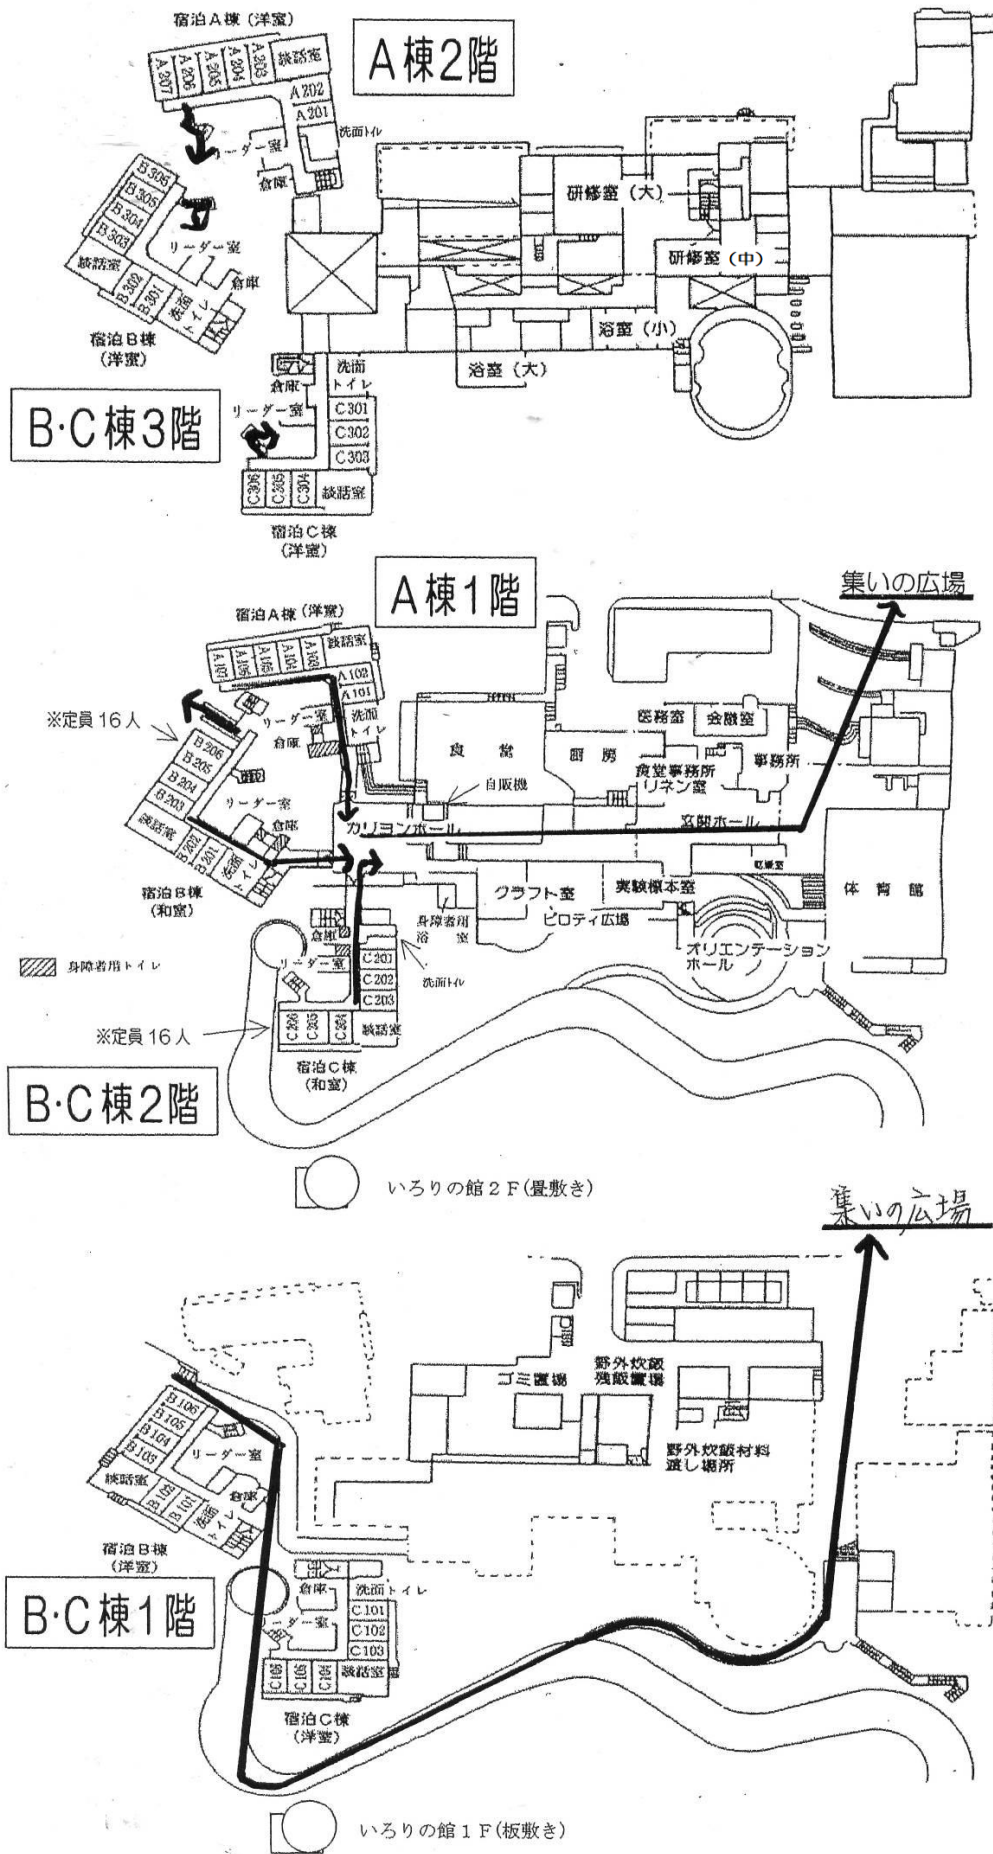 宿泊A棟 (洋室)
A棟2階
A207
A206
A205
A204
A203
談話室
A202
A201
洗面トイレ
リーダー室
倉庫
B306
B305
B304
B303
談話室
B302
B301
洗面
トイレ
リーダー室
倉庫
宿泊B棟
(洋室)
研修室 (大)
研修室 (中)
浴室 (小)
浴室 (大)
B·C棟3階
洗面
トイレ
倉庫
リーダー室
C301
C302
C303
C306
C305
C304
談話室
宿泊C棟
(洋室)
A棟1階
集いの広場
宿泊A棟 (洋室)
A107
A106
A105
A104
A103
談話室
A102
A101
洗面
トイレ
リーダー室
倉庫
※定員16人
B206
B205
B204
B203
談話室
B202
B201
洗面
トイレ
リーダー室
倉庫
宿泊B棟
(和室)
食堂
厨房
自販機
カリヨンホール
医務室
会議室
事務所
食堂事務所
リネン室
玄関ホール
乾燥室
体育館
クラフト室
ピロティ広場
実験標本室
オリエンテーション
ホール
身障者用
浴室
洗面トイレ
倉庫
リーダー室
C201
C202
C203
C206
C205
C204
談話室
身障者用トイレ
※定員16人
宿泊C棟
(和室)
B·C棟2階
いろりの館2F(畳敷き)
集いの広場
B106
B105
B104
B103
談話室
B102
B101
洗面
トイレ
リーダー室
倉庫
宿泊B棟
(洋室)
ゴミ置場
野外炊飯
残飯置場
野外炊飯材料
渡し場所
B·C棟1階
倉庫
洗面トイレ
リーダー室
C101
C102
C103
C106
C105
C104
談話室
宿泊C棟
(洋室)
いろりの館1F(板敷き)